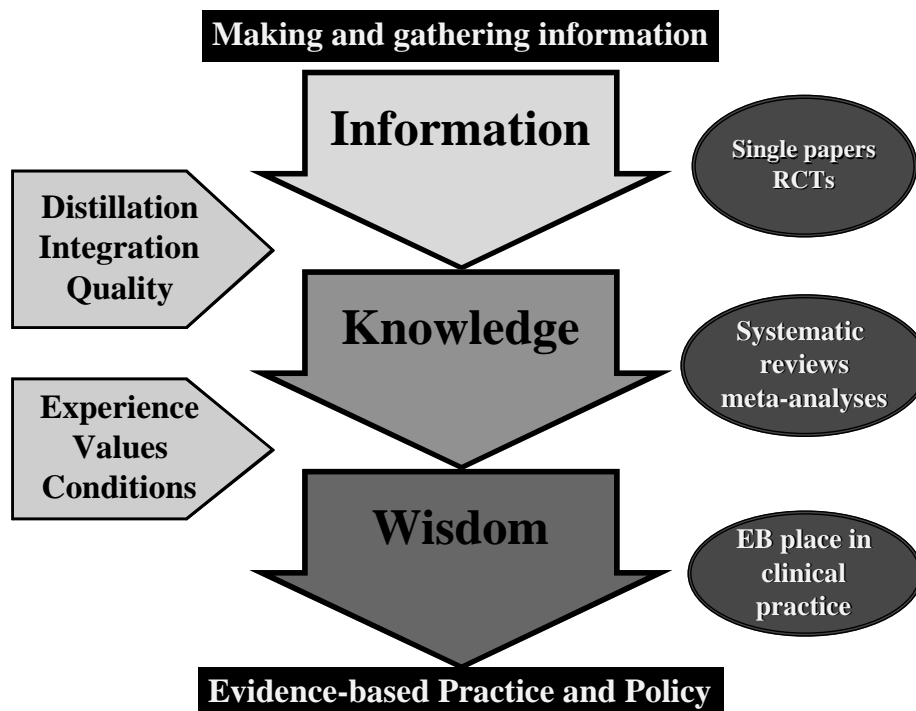 Making and gathering information
Information
Single papers
RCTs
Distillation
Integration
Quality
Knowledge
Systematic
reviews
meta-analyses
Experience
Values
Conditions
Wisdom
EB place in
clinical
practice
Evidence-based Practice and Policy